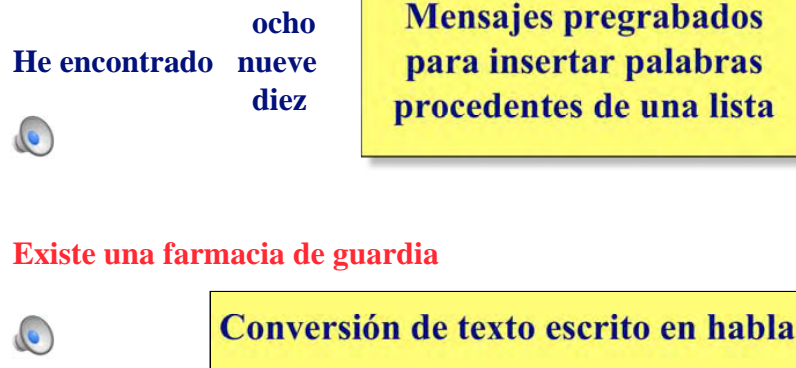 ocho
He encontrado nueve
diez
Mensajes pregrabados
para insertar palabras
procedentes de una lista
Existe una farmacia de guardia
Conversión de texto escrito en habla